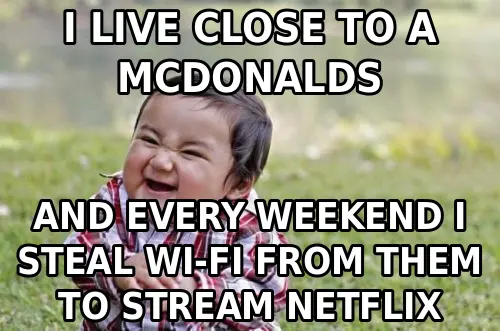 I LIVE CLOSE TO A
MCDONALDS
AND EVERY WEEKEND I
STEAL WI-FI FROM THEM
TO STREAM NETFLIX